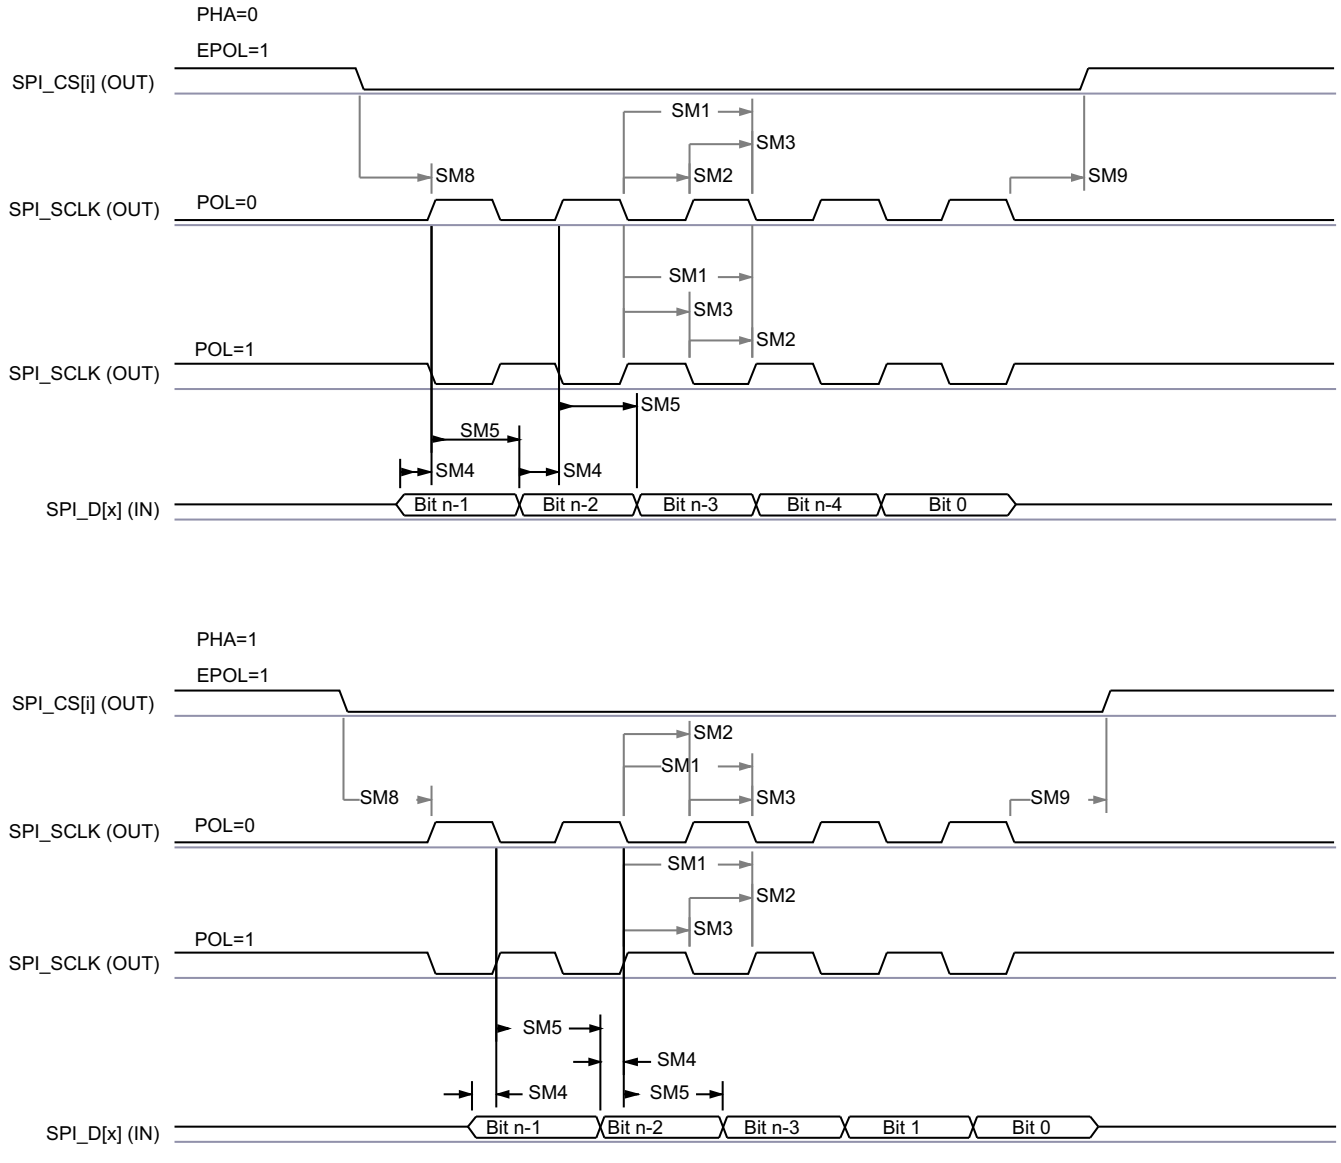 PHA=0
EPOL=1
SPI_CS[i] (OUT)
SM1
SM3
SM8
SM2
SM9
POL=0
SPI_SCLK (OUT)
SM1
SM3
SM2
POL=1
SPI_SCLK (OUT)
SM5
SM5
SM4
SM4
SPI_D[x] (IN)
Bit n-1
Bit n-2
Bit n-3
Bit n-4
Bit 0
PHA=1
EPOL=1
SPI_CS[i] (OUT)
SM2
SM1
SM8
SM3
SM9
POL=0
SPI_SCLK (OUT)
SM1
SM2
SM3
POL=1
SPI_SCLK (OUT)
SM5
SM4
SM4
SM5
SPI_D[x] (IN)
Bit n-1
Bit n-2
Bit n-3
Bit 1
Bit 0